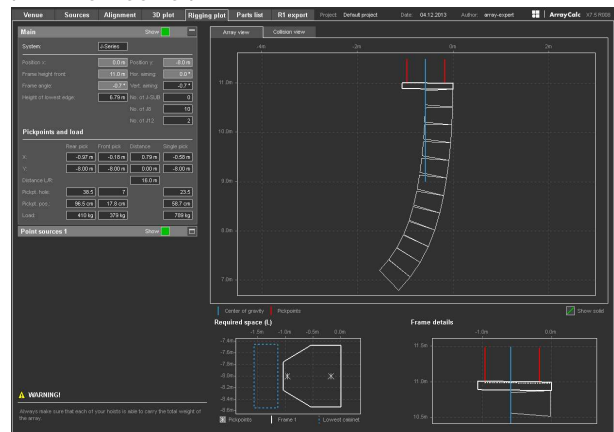 Venue Sources Alignment 3D plot Rigging plot Parts list R1 export Project: Default project Date: 04.12.2013 Author: array-expert ArrayCalc V7.5 R008
Main Show
System: J-Series
Position x: 0.0 m Position y: -8.0 m
Frame height front: 11.0 m Hor. aiming: 0.0 °
Frame angle: -0.7 ° Vert. aiming: -0.7 °
Height of lowest edge: 6.79 m No. of J-SUB: 0
No. of J8: 10
No. of J12: 2
Pickpoints and load
Rear pick Front pick Distance Single pick
X: -0.97 m -0.18 m 0.79 m -0.56 m
Y: -8.00 m -8.00 m 0.00 m -8.00 m
Distance L/R: 16.0 m
Pickpt. hole: 38.5 7 23.5
Pickpt. pos.: 96.5 cm 17.8 cm 58.7 cm
Load: 410 kg 379 kg 789 kg
Point sources 1 Show
WARNING!
Always make sure that each of your hoists is able to carry the total weight of
the array.
Array view Collision view
-4m -2m 0m 2m
11.0m
10.0m
9.0m
8.0m
7.0m
Center of gravity Pickpoints Show solid
Required space (L)
-1.5m -1.0m -0.5m 0.0m
-7.4m
-7.6m
-7.8m
-8.0m
-8.2m
-8.4m
-8.6m
Pickpoints Frame 1 Lowest cabinet
Frame details
-1.0m 0.0m
11.5m
11.0m
10.5m